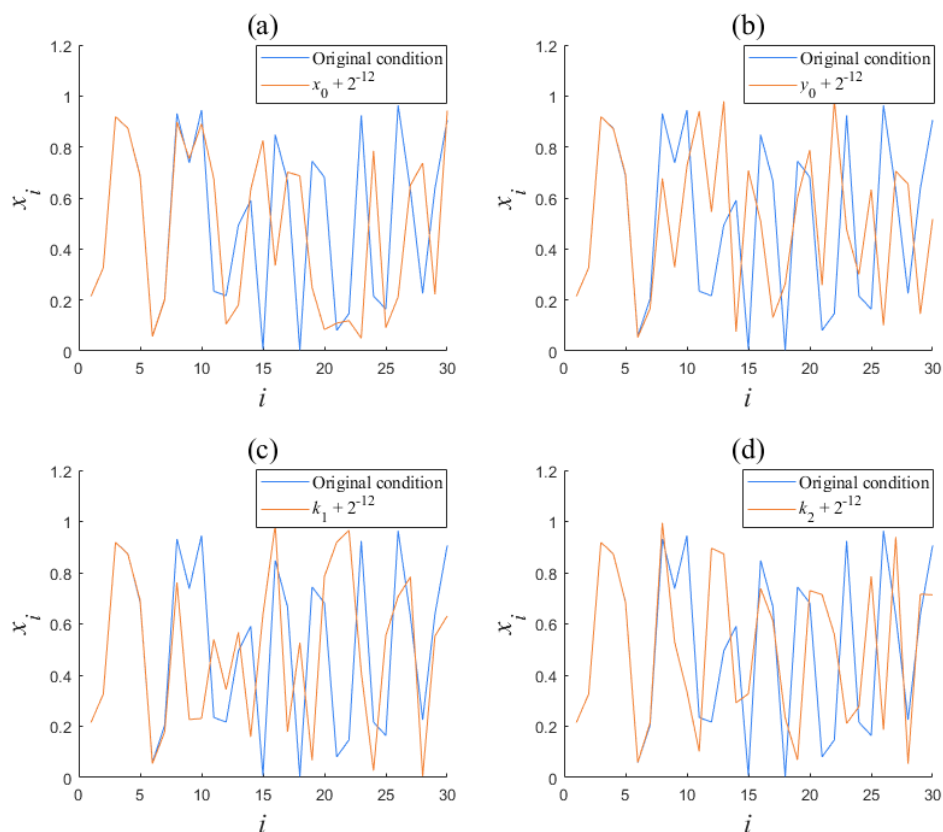 (a)
Original condition
x0 + 2-12
1.2
1
0.8
0.6
0.4
0.2
0
xi
0 5 10 15 20 25 30
i
(b)
Original condition
y0 + 2-12
1.2
1
0.8
0.6
0.4
0.2
0
xi
0 5 10 15 20 25 30
i
(c)
Original condition
k1 + 2-12
1.2
1
0.8
0.6
0.4
0.2
0
xi
0 5 10 15 20 25 30
i
(d)
Original condition
k2 + 2-12
1.2
1
0.8
0.6
0.4
0.2
0
xi
0 5 10 15 20 25 30
i